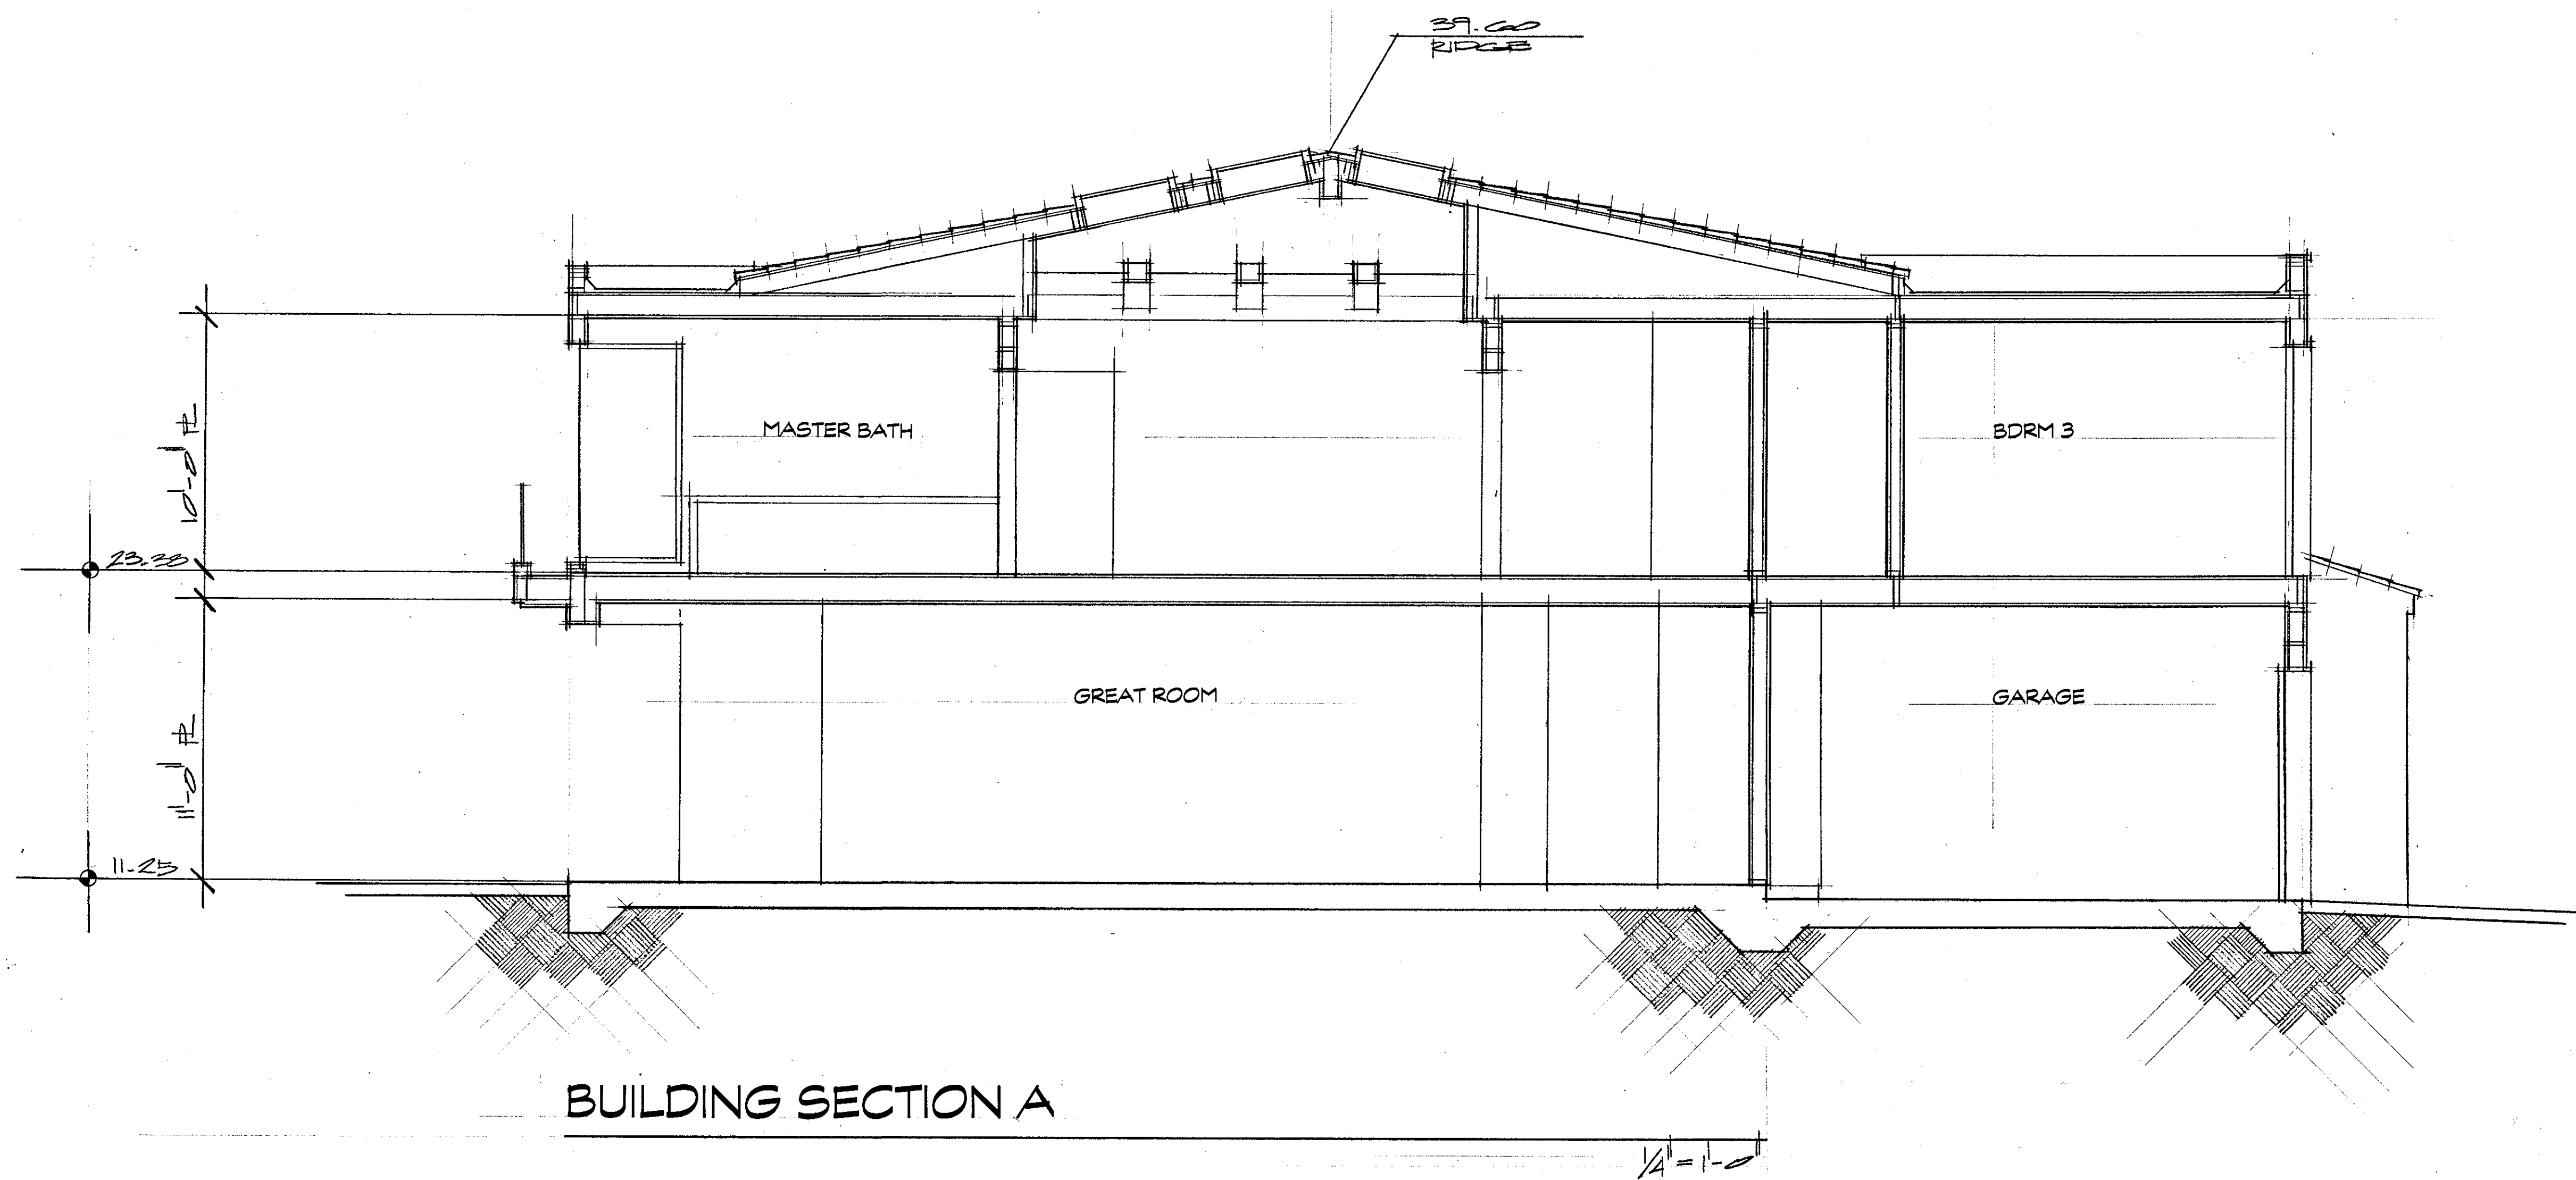 39.60
RIDGE
10'-0" PL
MASTER BATH
BDRM 3
23.38
GREAT ROOM
GARAGE
11'-0" PL
11.25
BUILDING SECTION A
1/4" = 1'-0"